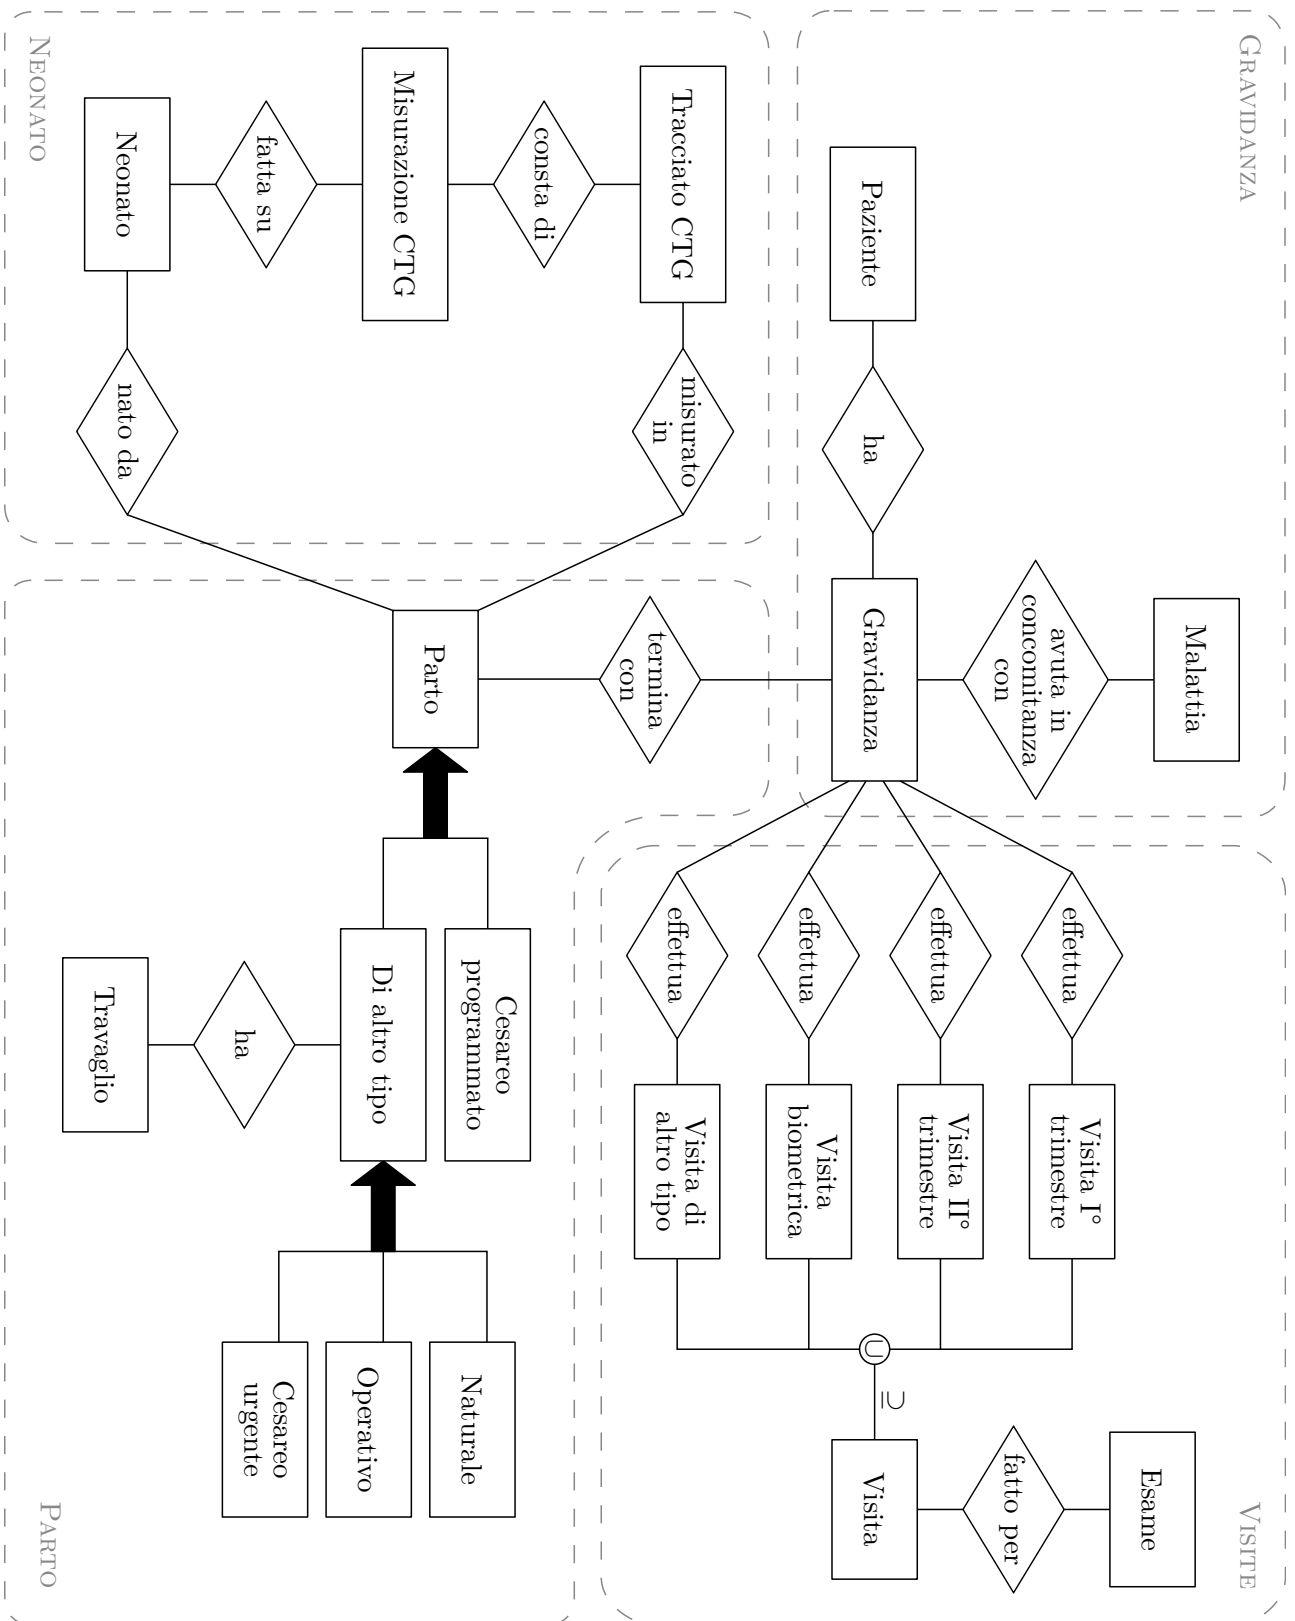 GRAVIDANZA
Malattia
avuta in
concomitanza
con
Paziente
ha
Gravidanza
VISITE
Esame
fatto per
effettua
Visita I°
trimestre
effettua
Visita II°
trimestre
effettua
Visita
biometrica
effettua
Visita di
altro tipo
U
⊇
Visita
NEONATO
Tracciato CTG
misurato
in
consta di
Misurazione CTG
fatta su
Neonato
nato da
termina
con
Parto
Cesareo
programmato
Di altro tipo
ha
Travaglio
Naturale
Operativo
Cesareo
urgente
PARTO